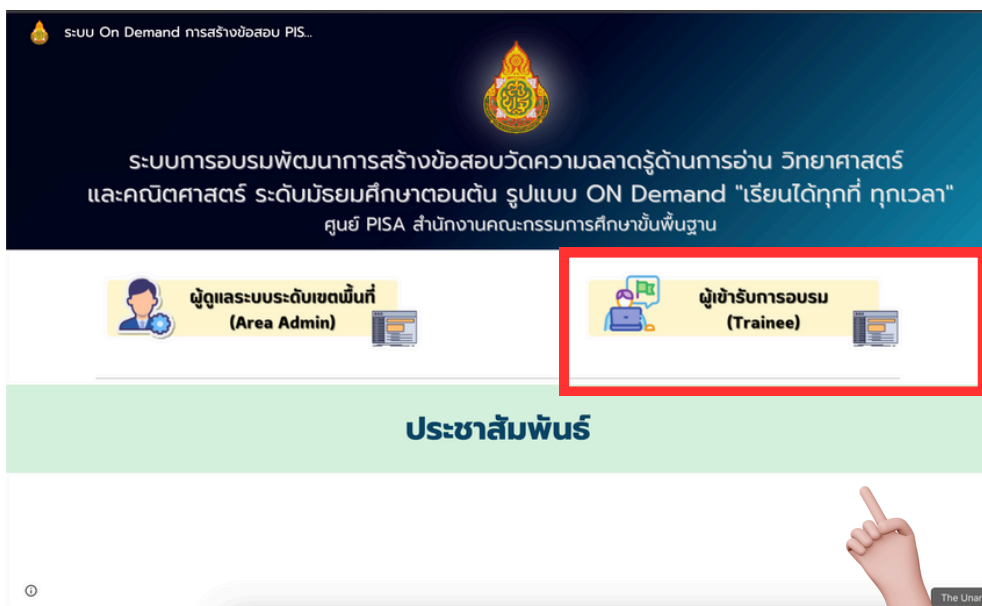 ระบบ On Demand การสร้างข้อสอบ PIS...
ระบบการอบรมพัฒนาการสร้างข้อสอบวัดความฉลาดรู้ด้านการอ่าน วิทยาศาสตร์
และคณิตศาสตร์ ระดับมัธยมศึกษาตอนต้น รูปแบบ ON Demand "เรียนได้ทุกที่ ทุกเวลา"
ศูนย์ PISA สำนักงานคณะกรรมการการศึกษาขั้นพื้นฐาน
ผู้ดูแลระบบระดับเขตพื้นที่
(Area Admin)
ผู้เข้ารับการอบรม
(Trainee)
ประชาสัมพันธ์
The Unar